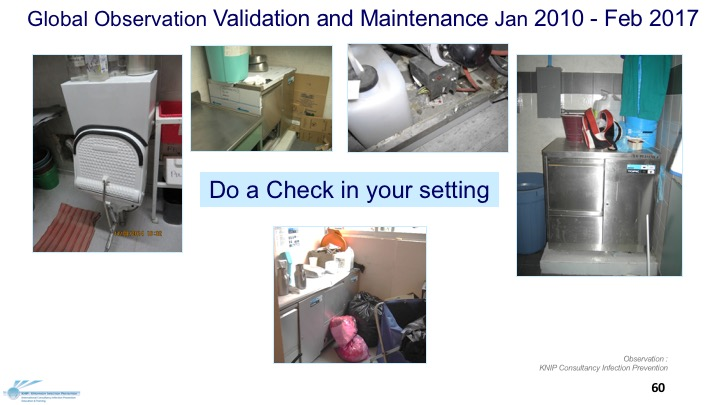 Global Observation Validation and Maintenance Jan 2010 - Feb 2017
Do a Check in your setting
Observation :
KNIP Consultancy Infection Prevention
60